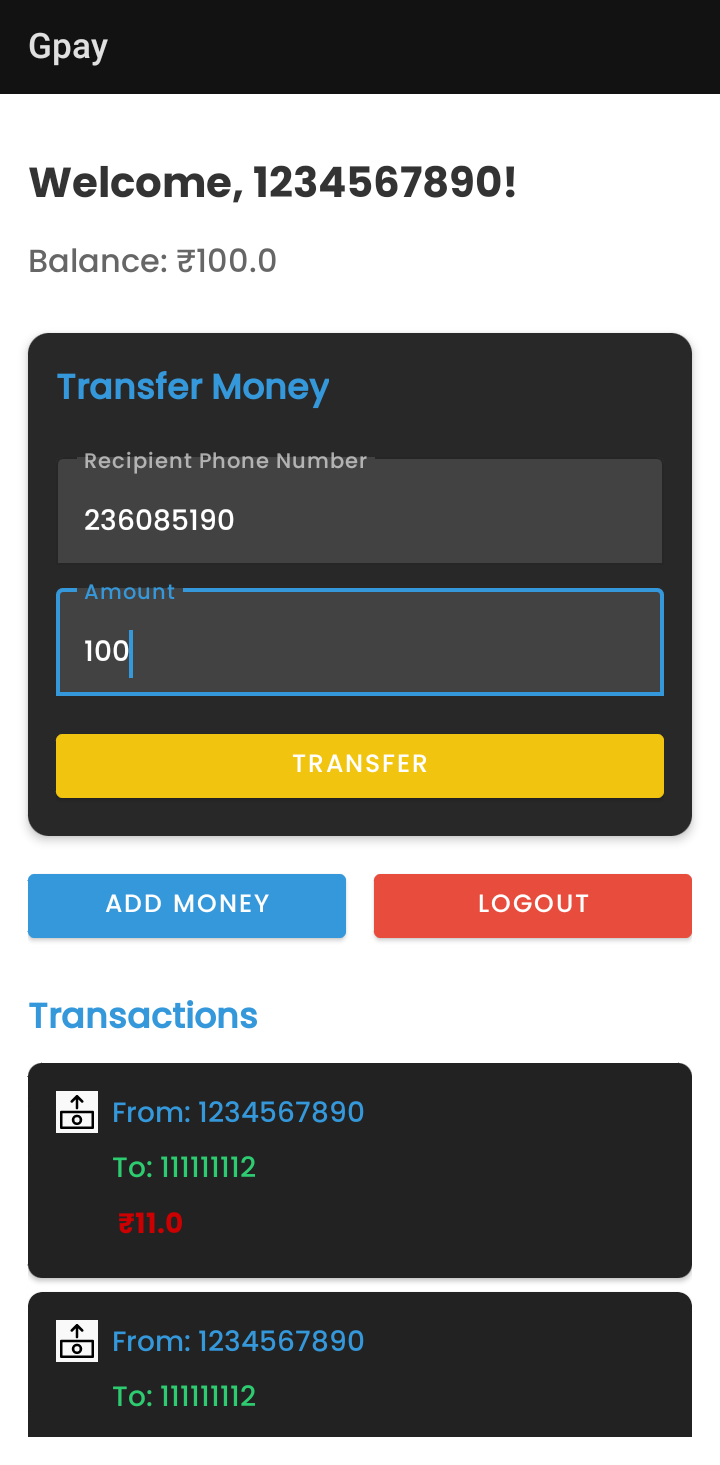 Gpay
Welcome, 1234567890!
Balance: ₹100.0
Transfer Money
Recipient Phone Number
236085190
Amount
100
TRANSFER
ADD MONEY
LOGOUT
Transactions
From: 1234567890
To: 111111112
₹11.0
From: 1234567890
To: 111111112